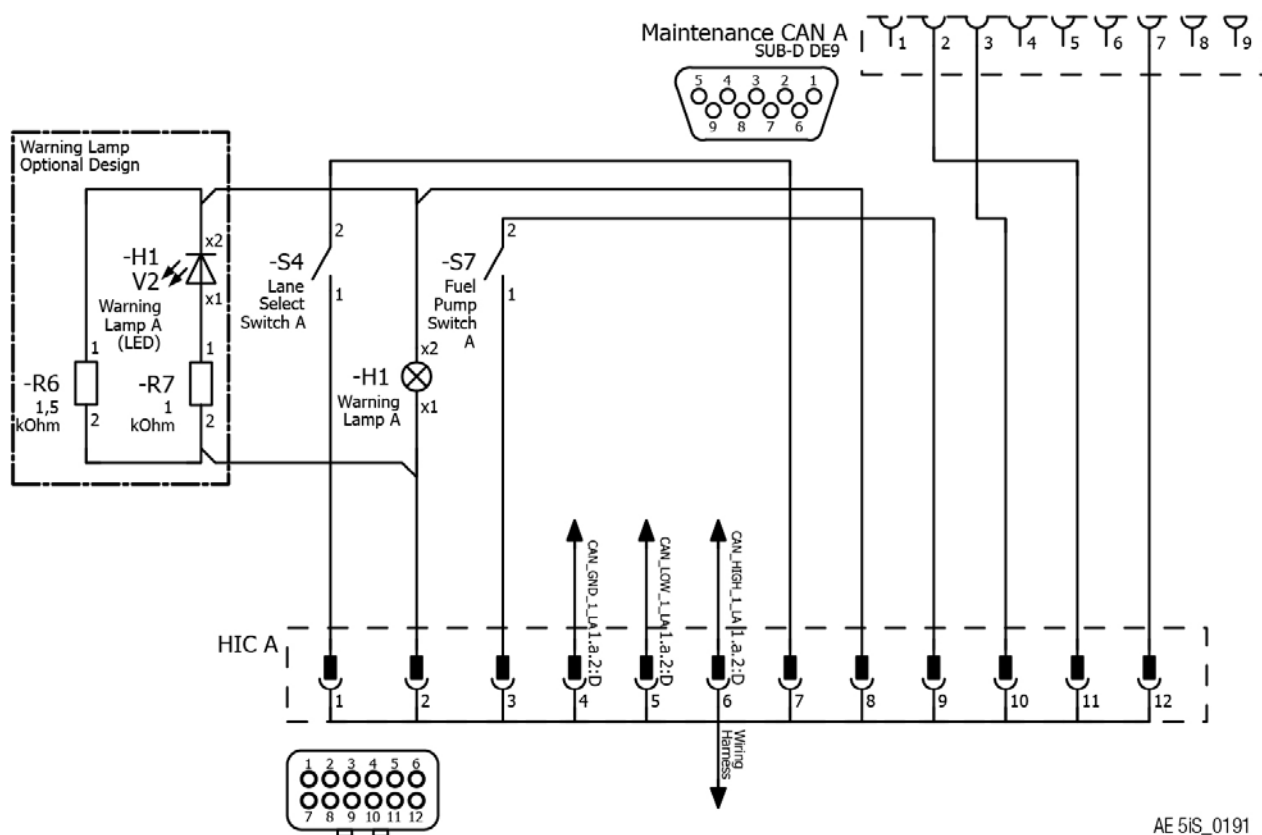 Maintenance CAN A
SUB-D DE9
1 2 3 4 5 6 7 8 9
5 4 3 2 1
9 8 7 6
Warning Lamp
Optional Design
-H1
V2
x2
x1
Warning
Lamp A
(LED)
-R6
1,5
kOhm
1
2
-R7
1
kOhm
1
2
-S4
Lane
Select
Switch A
2
1
-H1
Warning
Lamp A
x2
x1
-S7
Fuel
Pump
Switch
A
2
1
CAN_GND_1_LA
1.a.2:D
CAN_LOW_1_LA
1.a.2:D
CAN_HIGH_1_LA
1.a.2:D
HIC A
1 2 3 4 5 6 7 8 9 10 11 12
Wiring
Harness
1 2 3 4 5 6
7 8 9 10 11 12
AE 5iS_0191